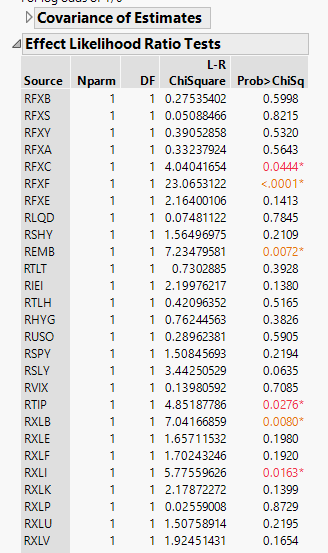 Covariance of Estimates
Effect Likelihood Ratio Tests
L-R
Source Nparm DF ChiSquare Prob>ChiSq
RFXB 1 1 0.27535402 0.5998
RFXS 1 1 0.05088466 0.8215
RFXY 1 1 0.39052858 0.5320
RFXA 1 1 0.33237924 0.5643
RFXC 1 1 4.04041654 0.0444*
RFXF 1 1 23.0653122 <.0001*
RFXE 1 1 2.16400106 0.1413
RLQD 1 1 0.07481122 0.7845
RSHY 1 1 1.56496975 0.2109
REMB 1 1 7.23479581 0.0072*
RTLT 1 1 0.7302885 0.3928
RIEI 1 1 2.19976217 0.1380
RTLH 1 1 0.42096352 0.5165
RHYG 1 1 0.76244563 0.3826
RUSO 1 1 0.28962381 0.5905
RSPY 1 1 1.50845693 0.2194
RSLY 1 1 3.44250529 0.0635
RVIX 1 1 0.13980592 0.7085
RTIP 1 1 4.85187786 0.0276*
RXLB 1 1 7.04166859 0.0080*
RXLE 1 1 1.65711532 0.1980
RXLF 1 1 1.70243246 0.1920
RXLI 1 1 5.77559626 0.0163*
RXLK 1 1 2.17872272 0.1399
RXLP 1 1 0.02559008 0.8729
RXLU 1 1 1.50758914 0.2195
RXLV 1 1 1.92451431 0.1654